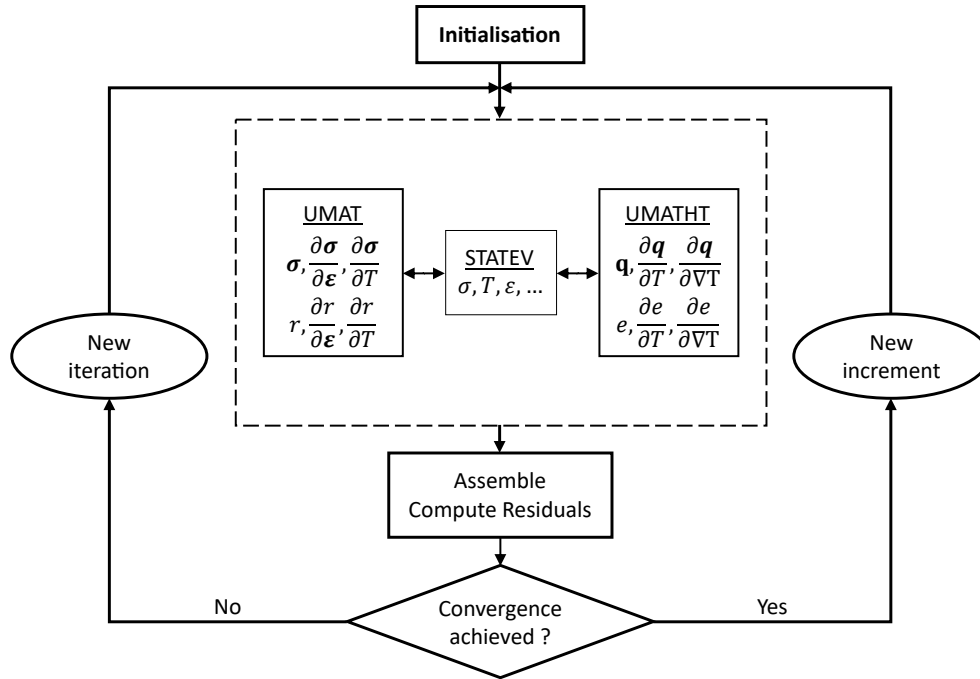 Initialisation
UMAT
𝝈, ∂𝝈/∂𝜺, ∂𝝈/∂T
r, ∂r/∂𝜺, ∂r/∂T
STATEV
σ, T, ε, …
UMATHT
𝐪, ∂𝒒/∂T, ∂𝒒/∂∇T
e, ∂e/∂T, ∂e/∂∇T
New
iteration
New
increment
Assemble
Compute Residuals
No
Convergence
achieved ?
Yes